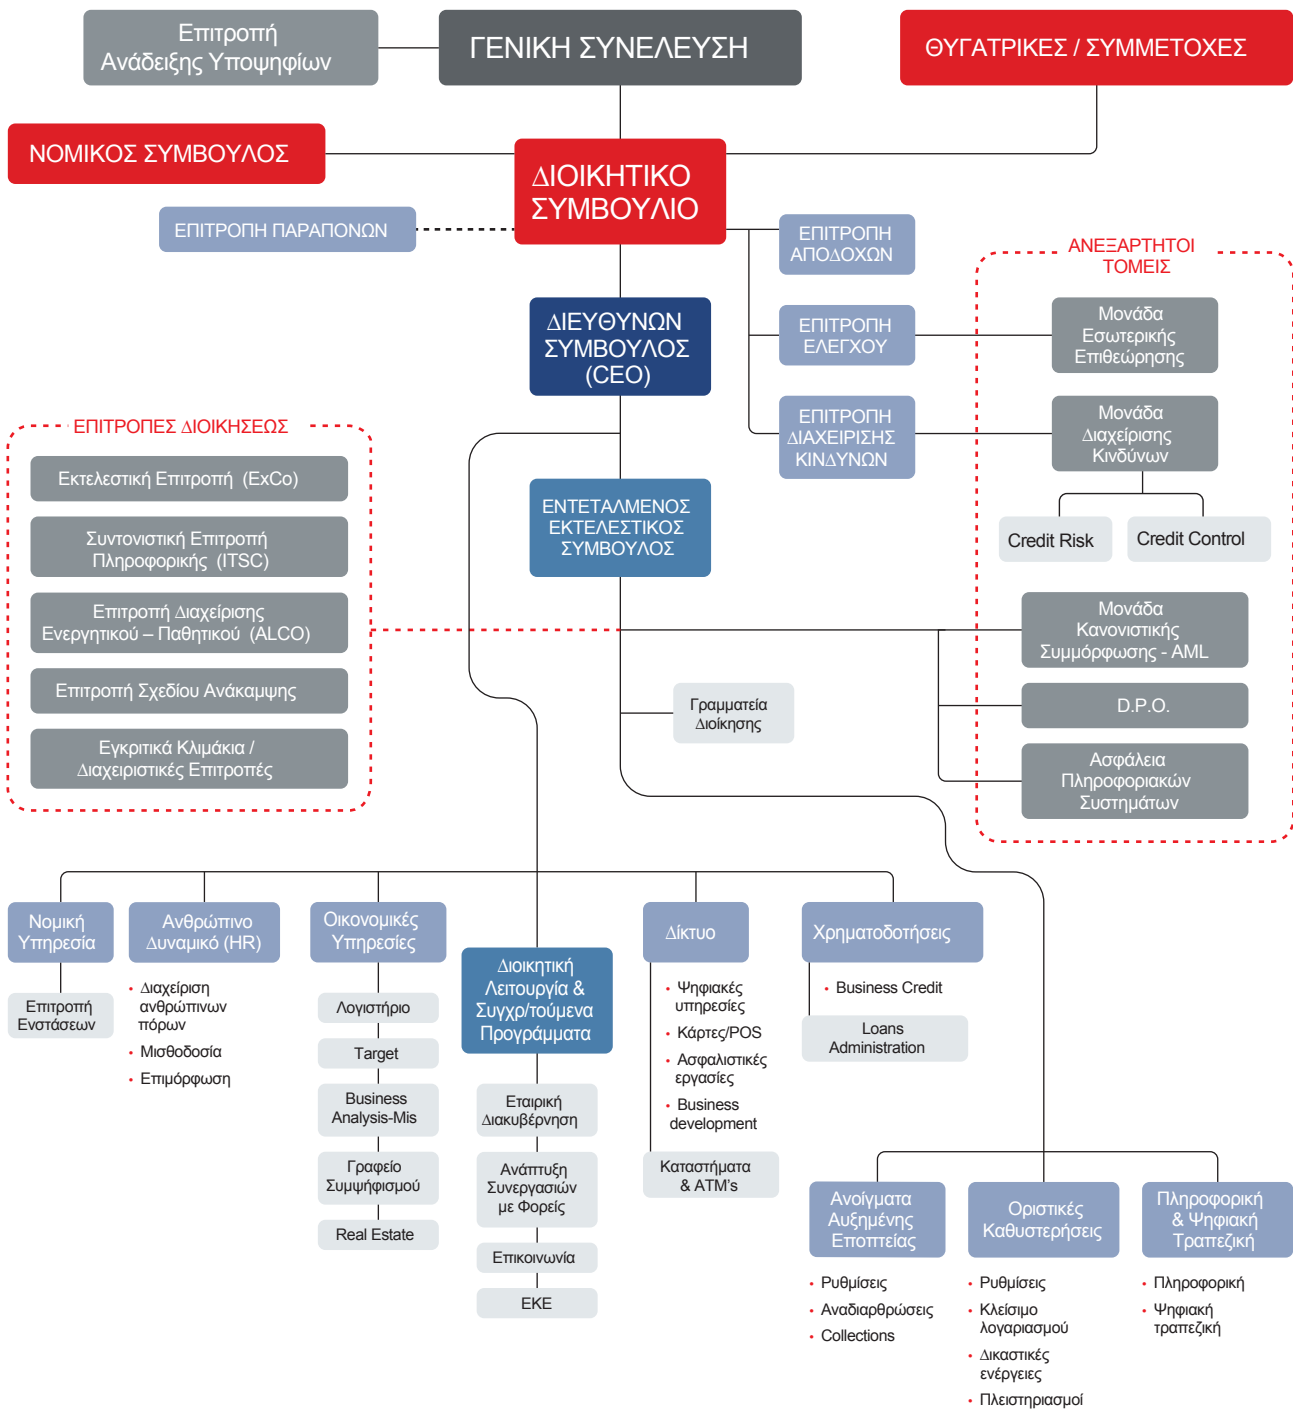 Επιτροπή
Ανάδειξης Υποψηφίων
ΓΕΝΙΚΗ ΣΥΝΕΛΕΥΣΗ
ΘΥΓΑΤΡΙΚΕΣ / ΣΥΜΜΕΤΟΧΕΣ
ΝΟΜΙΚΟΣ ΣΥΜΒΟΥΛΟΣ
ΔΙΟΙΚΗΤΙΚΟ
ΣΥΜΒΟΥΛΙΟ
ΕΠΙΤΡΟΠΗ ΠΑΡΑΠΟΝΩΝ
ΕΠΙΤΡΟΠΗ
ΑΠΟΔΟΧΩΝ
ΑΝΕΞΑΡΤΗΤΟΙ
ΤΟΜΕΙΣ
ΔΙΕΥΘΥΝΩΝ
ΣΥΜΒΟΥΛΟΣ
(CEO)
ΕΠΙΤΡΟΠΗ
ΕΛΕΓΧΟΥ
Μονάδα
Εσωτερικής
Επιθεώρησης
ΕΠΙΤΡΟΠΗ
ΔΙΑΧΕΙΡΙΣΗΣ
ΚΙΝΔΥΝΩΝ
Μονάδα
Διαχείρισης
Κινδύνων
Credit Risk
Credit Control
ΕΠΙΤΡΟΠΕΣ ΔΙΟΙΚΗΣΕΩΣ
Εκτελεστική Επιτροπή (ExCo)
Συντονιστική Επιτροπή
Πληροφορικής (ITSC)
Επιτροπή Διαχείρισης
Ενεργητικού – Παθητικού (ALCO)
Επιτροπή Σχεδίου Ανάκαμψης
Εγκριτικά Κλιμάκια /
Διαχειριστικές Επιτροπές
ΕΝΤΕΤΑΛΜΕΝΟΣ
ΕΚΤΕΛΕΣΤΙΚΟΣ
ΣΥΜΒΟΥΛΟΣ
Μονάδα
Κανονιστικής
Συμμόρφωσης - AML
D.P.O.
Ασφάλεια
Πληροφοριακών
Συστημάτων
Γραμματεία
Διοίκησης
Νομική
Υπηρεσία
Επιτροπή
Ενστάσεων
Ανθρώπινο
Δυναμικό (HR)
• Διαχείριση
ανθρώπινων
πόρων
• Μισθοδοσία
• Επιμόρφωση
Οικονομικές
Υπηρεσίες
Λογιστήριο
Target
Business
Analysis-Mis
Γραφείο
Συμψήφισμού
Real Estate
Διοικητική
Λειτουργία &
Συγχρ/τούμενα
Προγράμματα
Εταιρική
Διακυβέρνηση
Ανάπτυξη
Συνεργασιών
με Φορείς
Επικοινωνία
ΕΚΕ
Δίκτυο
• Ψηφιακές
υπηρεσίες
• Κάρτες/POS
• Ασφαλιστικές
εργασίες
• Business
development
Καταστήματα
& ATM's
Χρηματοδοτήσεις
• Business Credit
Loans
Administration
Ανοίγματα
Αυξημένης
Εποπτείας
• Ρυθμίσεις
• Αναδιαρθρώσεις
• Collections
Οριστικές
Καθυστερήσεις
• Ρυθμίσεις
• Κλείσιμο
λογαριασμού
• Δικαστικές
ενέργειες
• Πλειστηριασμοί
Πληροφορική
& Ψηφιακή
Τραπεζική
• Πληροφορική
• Ψηφιακή
τραπεζική